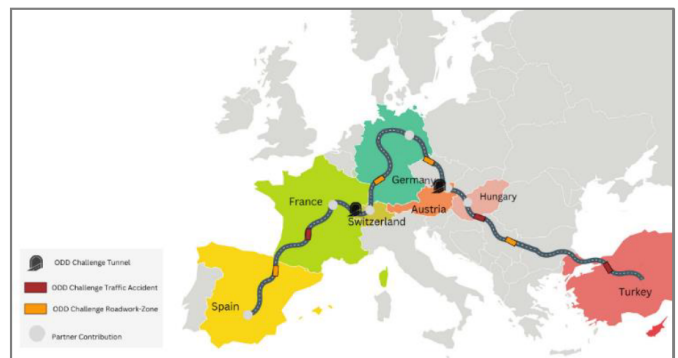 Germany
France
Hungary
Switzerland
Austria
Spain
Turkey
ODD Challenge Tunnel
ODD Challenge Traffic Accident
ODD Challenge Roadwork-Zone
Partner Contribution